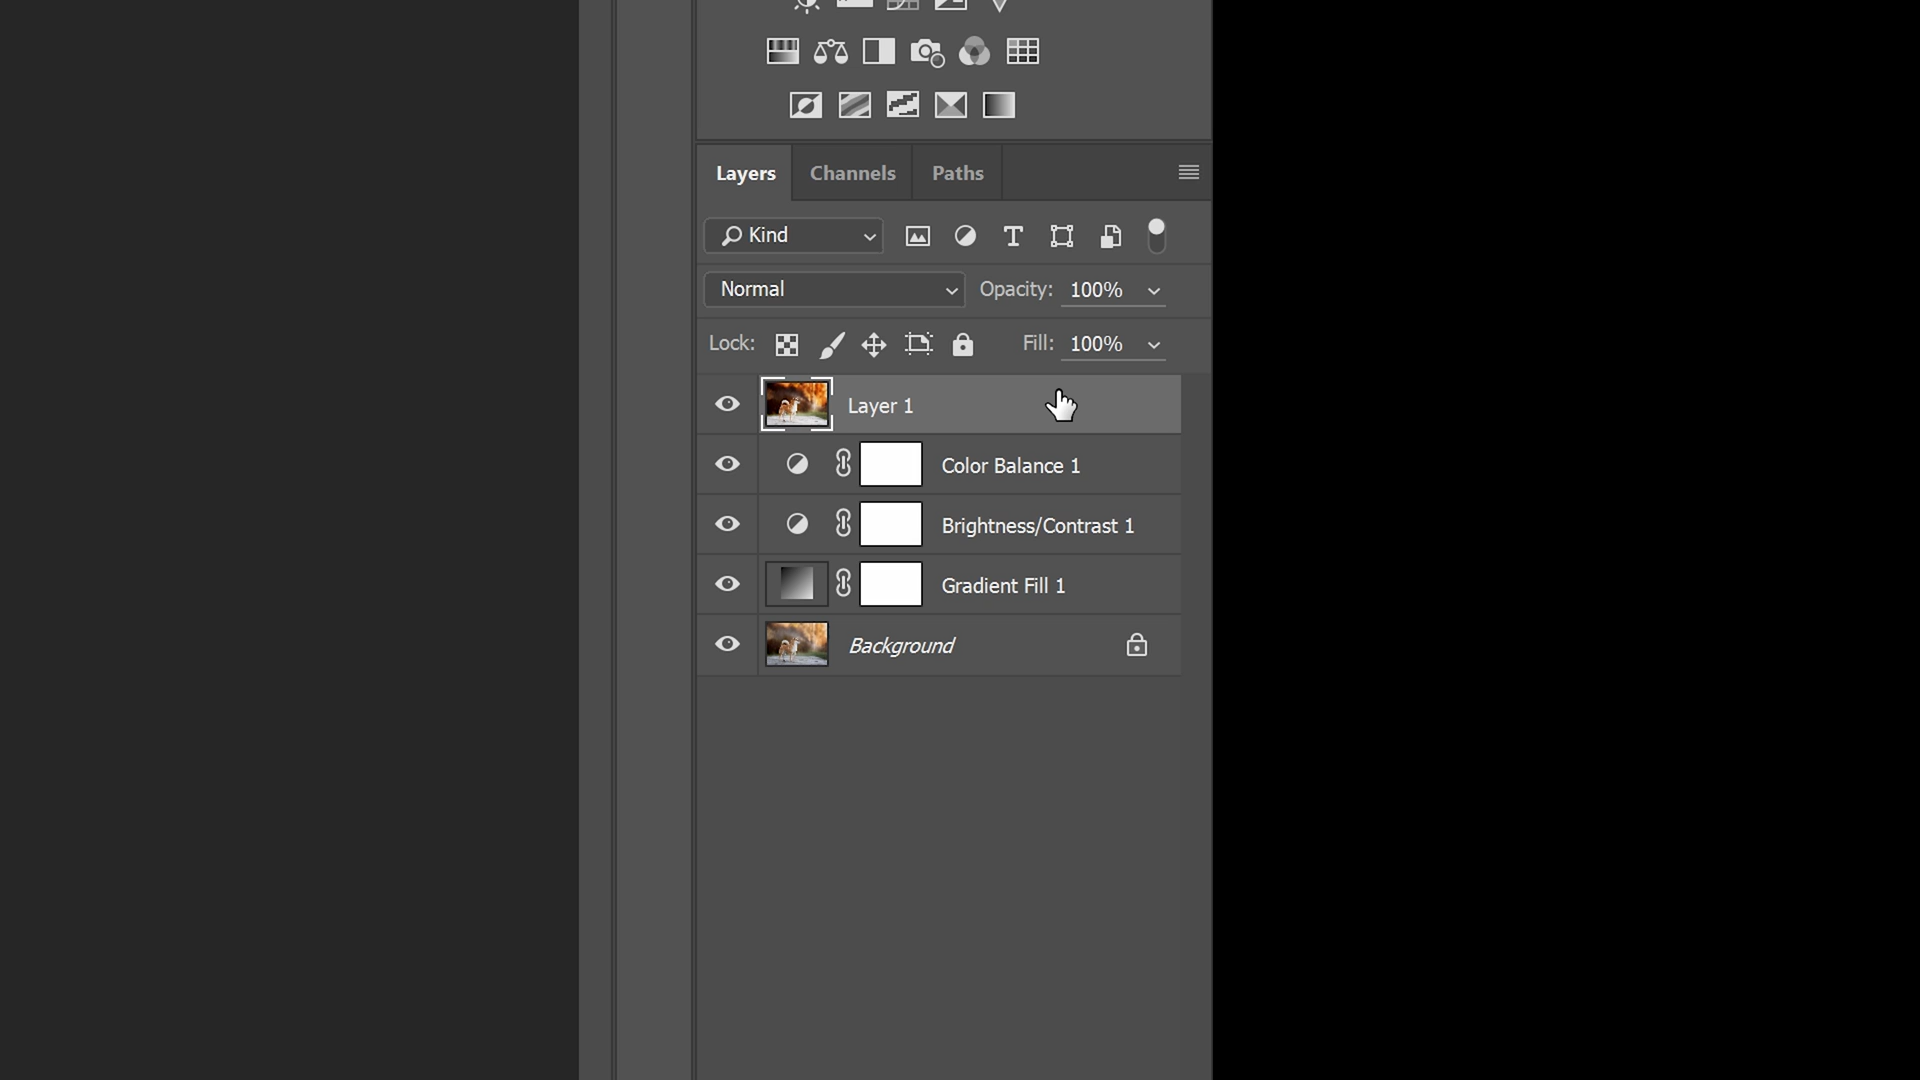 Layers Channels Paths
Kind
Normal Opacity: 100%
Lock: Fill: 100%
Layer 1
Color Balance 1
Brightness/Contrast 1
Gradient Fill 1
Background